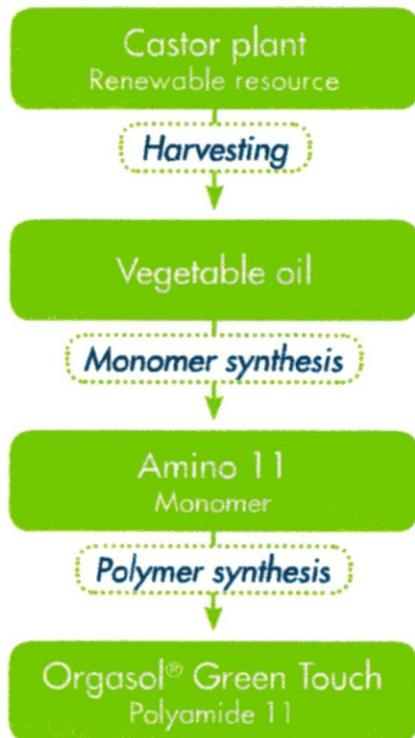 Castor plant
Renewable resource
Harvesting
Vegetable oil
Monomer synthesis
Amino 11
Monomer
Polymer synthesis
Orgasol® Green Touch
Polyamide 11